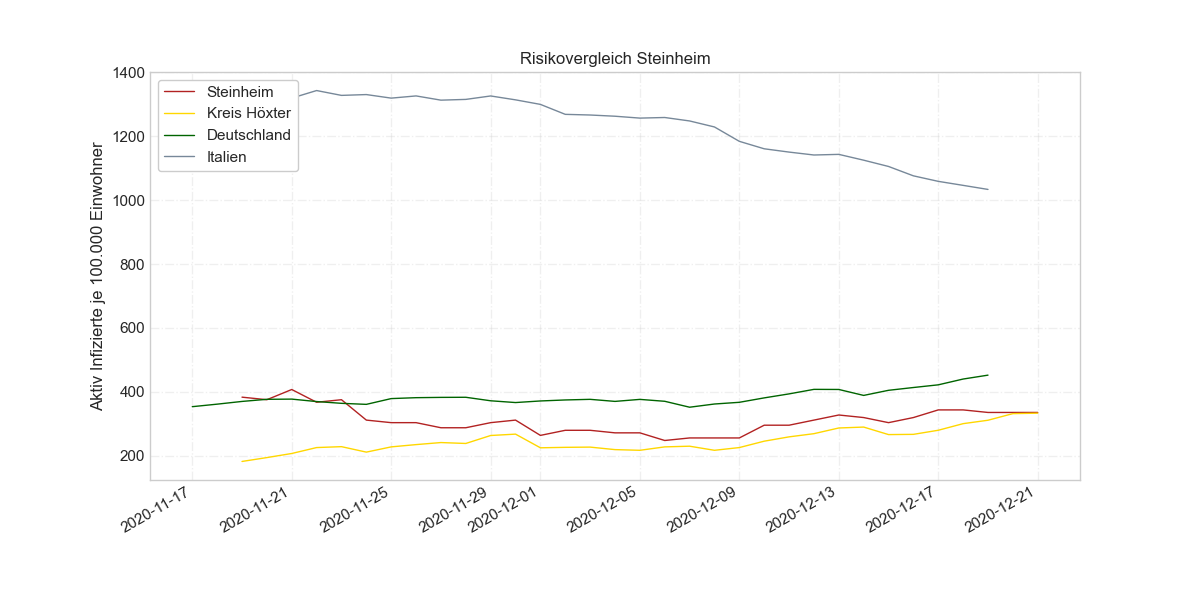 Risikovergleich Steinheim
Aktiv Infizierte je 100.000 Einwohner
1400
1200
1000
800
600
400
200
Steinheim
Kreis Höxter
Deutschland
Italien
2020-11-17
2020-11-21
2020-11-25
2020-11-29
2020-12-01
2020-12-05
2020-12-09
2020-12-13
2020-12-17
2020-12-21